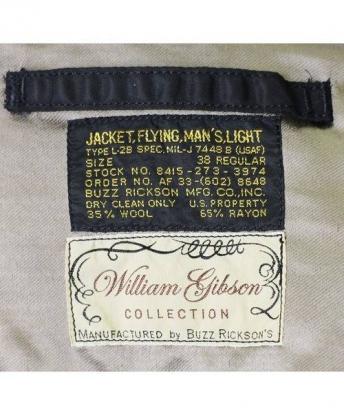 JACKET, FLYING, MAN'S, LIGHT
TYPE L-2B SPEC. MIL-J 7448 B (USAF)
SIZE 38 REGULAR
STOCK NO. 8415-273-3974
ORDER NO. AF 33-(602) 8648
BUZZ RICKSON MFG. CO., INC.
DRY CLEAN ONLY U.S. PROPERTY
35% WOOL 65% RAYON
William Gibson
COLLECTION
MANUFACTURED by BUZZ RICKSON'S